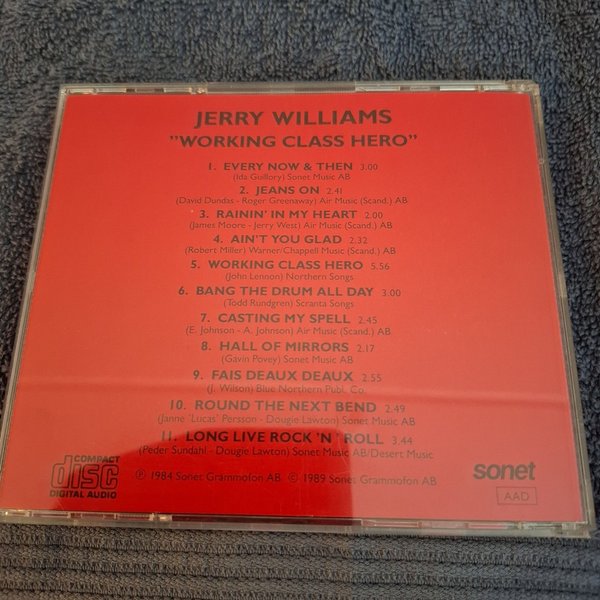 JERRY WILLIAMS
"WORKING CLASS HERO"
1. EVERY NOW & THEN 3.00
(Ida Guillory) Sonet Music AB
2. JEANS ON 2.41
(David Dundas - Roger Greenaway) Air Music (Scand.) AB
3. RAININ' IN MY HEART 2.00
(James Moore - Jerry West) Air Music (Scand.) AB
4. AIN'T YOU GLAD 2.32
(Robert Miller) Warner/Chappell Music (Scand.) AB
5. WORKING CLASS HERO 5.56
(John Lennon) Northern Songs
6. BANG THE DRUM ALL DAY 3.00
(Todd Rundgren) Scranta Songs
7. CASTING MY SPELL 2.45
(E. Johnson - A. Johnson) Air Music (Scand.) AB
8. HALL OF MIRRORS 2.17
(Gavin Povey) Sonet Music AB
9. FAIS DEAUX DEAUX 2.55
(J. Wilson) Blue Northern Publ. Co.
10. ROUND THE NEXT BEND 2.49
(Janne 'Lucas' Persson - Dougie Lawton) Sonet Music AB
11. LONG LIVE ROCK 'N' ROLL 3.44
(Peder Sundahl - Dougie Lawton) Sonet Music AB/Desert Music
COMPACT
disc
DIGITAL AUDIO
℗ 1984 Sonet Grammofon AB. © 1989 Sonet Grammofon AB
sonet
AAD